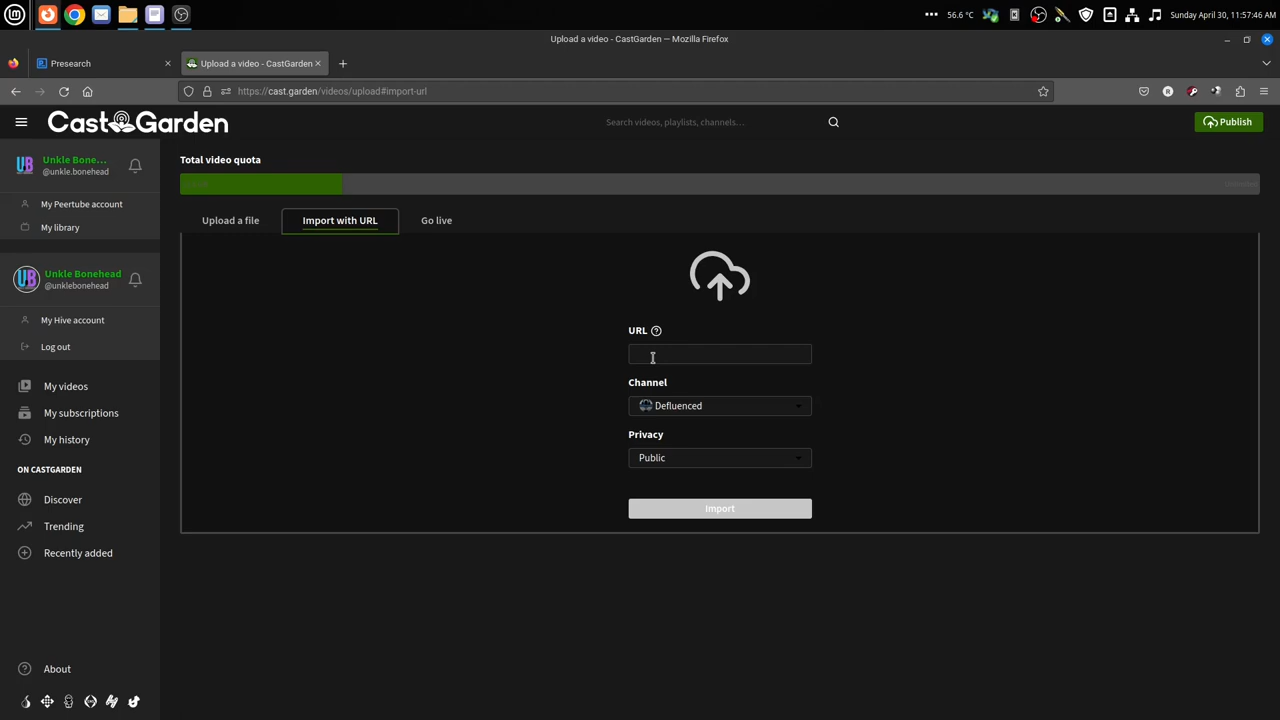 56.6 °C
Sunday April 30, 11:57:46 AM
Upload a video - CastGarden — Mozilla Firefox
Presearch
Upload a video - CastGarden
https://cast.garden/videos/upload#import-url
CastGarden
Search videos, playlists, channels…
Publish
Unkle Bone...
@unkle.bonehead
My Peertube account
My library
Unkle Bonehead
@unklebonehead
My Hive account
Log out
My videos
My subscriptions
My history
ON CASTGARDEN
Discover
Trending
Recently added
About
Total video quota
Upload a file
Import with URL
Go live
URL
Channel
Defluenced
Privacy
Public
Import